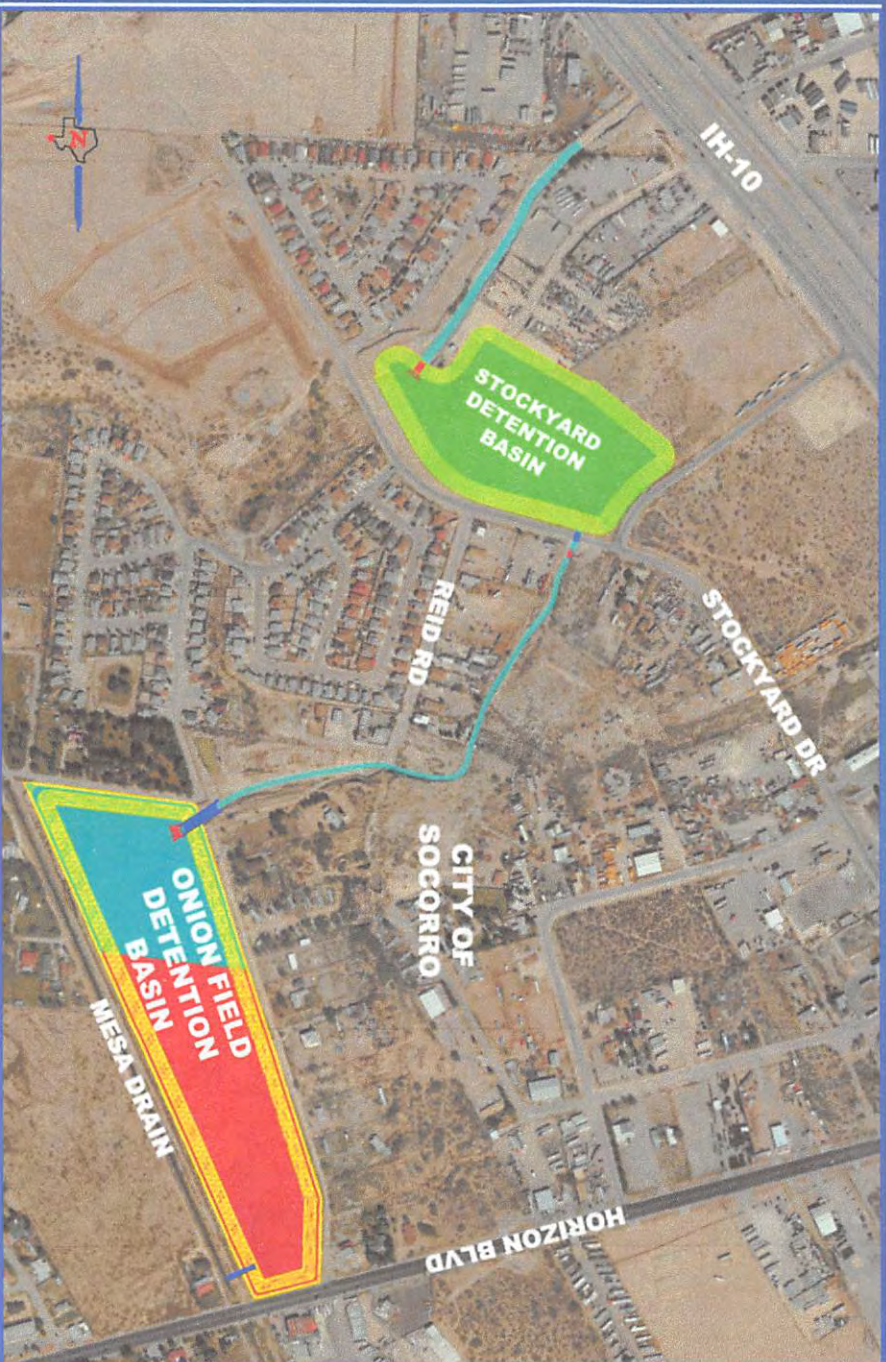 IH-10
STOCKYARD
DETENTION
BASIN
STOCKYARD DR
REID RD
CITY OF
SOCORRO
ONION FIELD
DETENTION
BASIN
MESA DRAIN
HORIZON BLVD
N